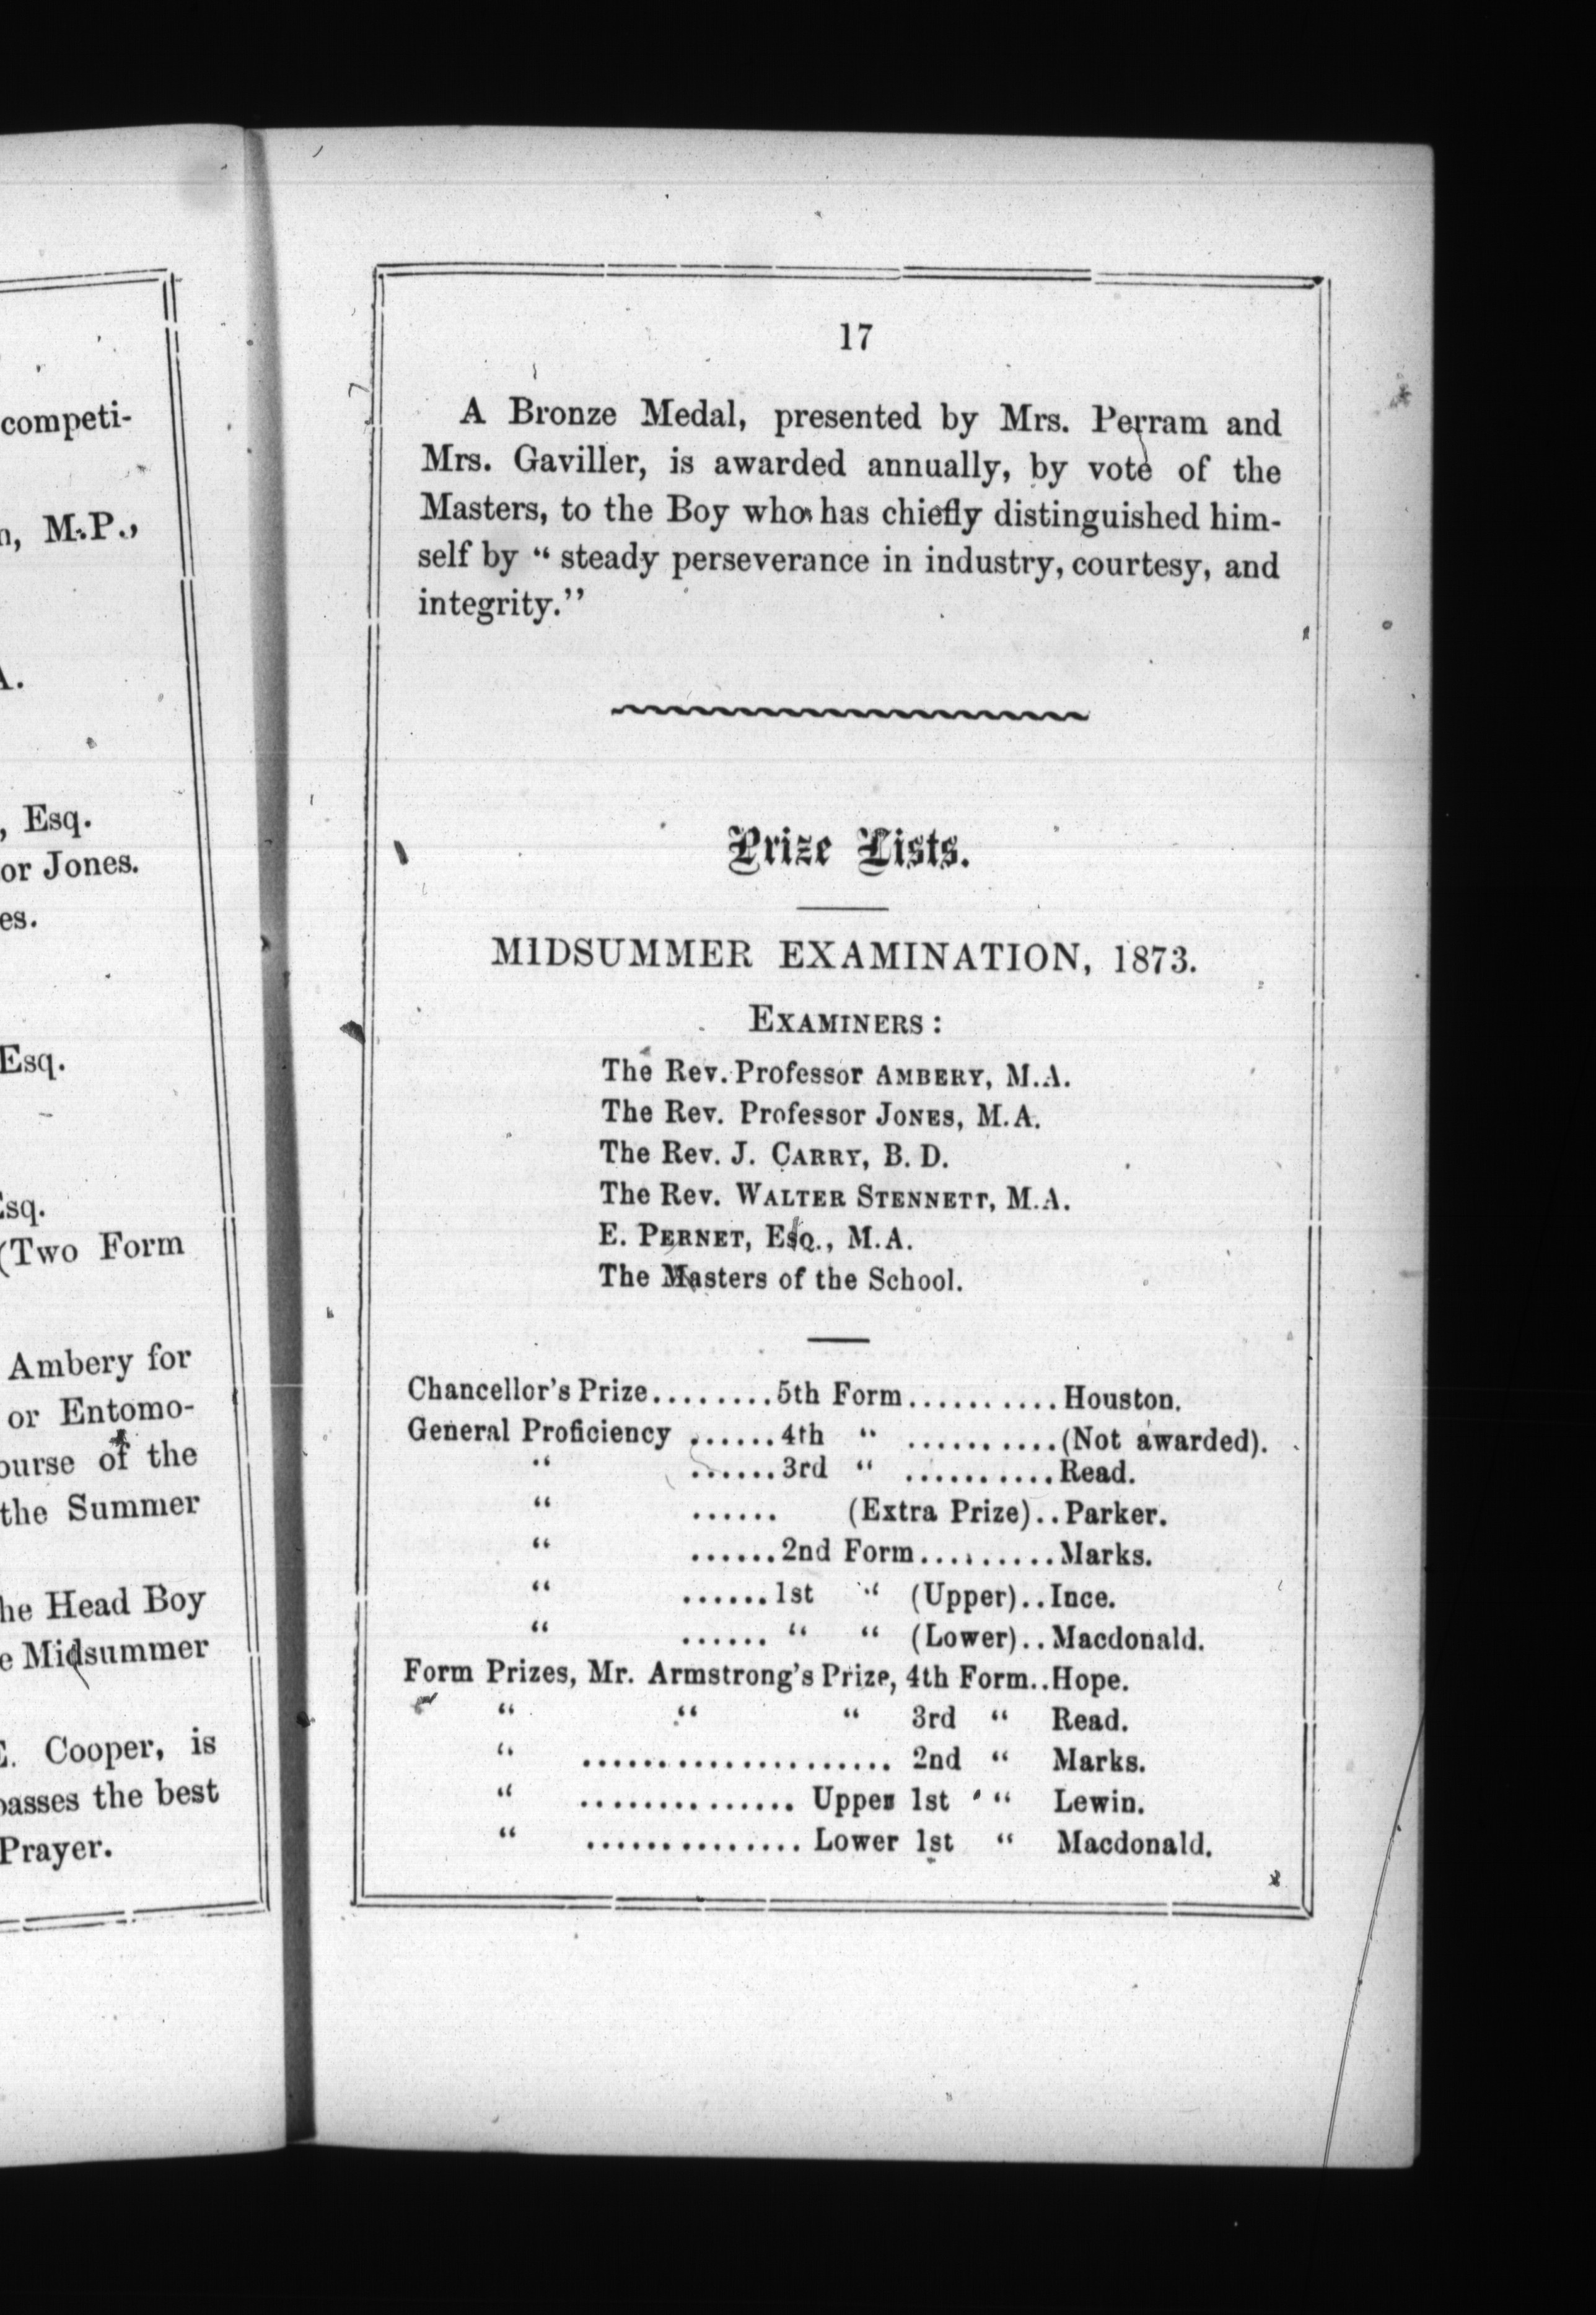 competi-
M.P.,
A.
, Esq.
or Jones.
es.
Esq.
Esq.
(Two Form
Ambery for
or Entomo-
ourse of the
the Summer
he Head Boy
e Midsummer
E. Cooper, is
passes the best
Prayer.
17
A Bronze Medal, presented by Mrs. Perram and
Mrs. Gaviller, is awarded annually, by vote of the
Masters, to the Boy who has chiefly distinguished him-
self by “ steady perseverance in industry, courtesy, and
integrity.”
Prize Lists.
MIDSUMMER EXAMINATION, 1873.
EXAMINERS :
The Rev. Professor AMBERY, M.A.
The Rev. Professor JONES, M.A.
The Rev. J. CARRY, B. D.
The Rev. WALTER STENNETT, M.A.
E. PERNET, ESQ., M.A.
The Masters of the School.
Chancellor's Prize........5th Form..........Houston.
General Proficiency ......4th “ ..........(Not awarded).
“ ......3rd “ ..........Read.
“ ...... (Extra Prize)..Parker.
“ ......2nd Form.........Marks.
“ ......1st “ (Upper)..Ince.
“ ...... “ “ (Lower)..Macdonald.
Form Prizes, Mr. Armstrong's Prize, 4th Form..Hope.
“ “ “ 3rd “ Read.
“ .................... 2nd “ Marks.
“ .............. Upper 1st “ Lewin.
“ .............. Lower 1st “ Macdonald.